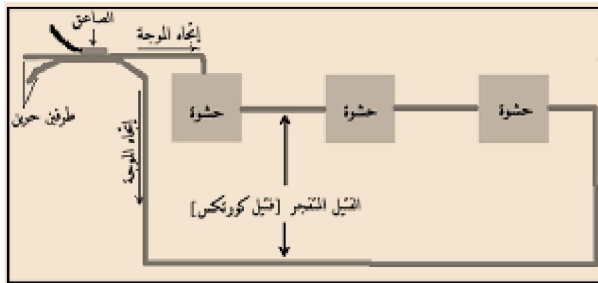 الصاعق
إتجاه الموجة
طرفين حرين
إتجاه الموجة
حشوة
حشوة
حشوة
الفتيل المتفجر [فتيل كورتكس]